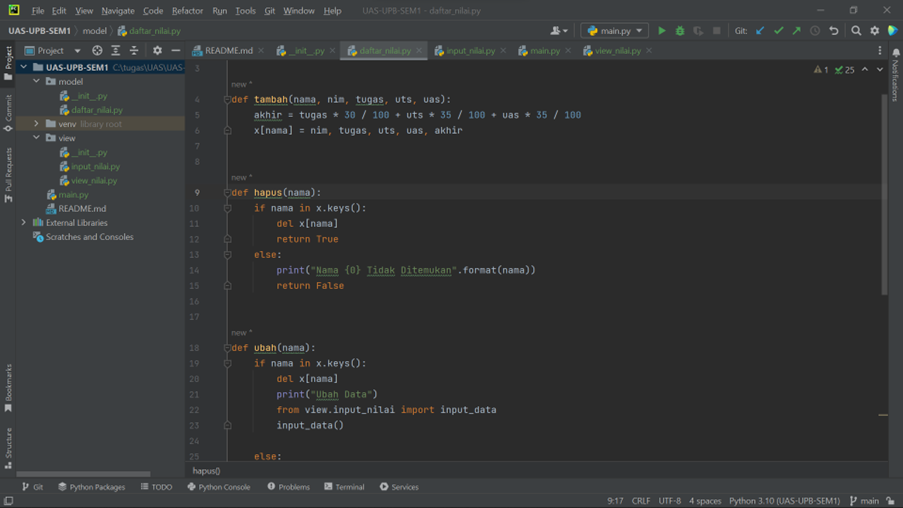 File Edit View Navigate Code Refactor Run Tools Git Window Help UAS-UPB-SEM1 - daftar_nilai.py
UAS-UPB-SEM1 model daftar_nilai.py main.py Git:
Project README.md __init__.py daftar_nilai.py input_nilai.py main.py view_nilai.py
Project
Commit
Pull Requests
Bookmarks
Structure
Notifications
UAS-UPB-SEM1 C:\tugas\UAS\UAS-
model
__init__.py
daftar_nilai.py
venv library root
view
__init__.py
input_nilai.py
view_nilai.py
main.py
README.md
External Libraries
Scratches and Consoles
1 25
3
new *
4 def tambah(nama, nim, tugas, uts, uas):
5 akhir = tugas * 30 / 100 + uts * 35 / 100 + uas * 35 / 100
6 x[nama] = nim, tugas, uts, uas, akhir
7
8
new *
9 def hapus(nama):
10 if nama in x.keys():
11 del x[nama]
12 return True
13 else:
14 print("Nama {0} Tidak Ditemukan".format(nama))
15 return False
16
17
new *
18 def ubah(nama):
19 if nama in x.keys():
20 del x[nama]
21 print("Ubah Data")
22 from view.input_nilai import input_data
23 input_data()
24
25 else:
hapus()
Git Python Packages TODO Python Console Problems Terminal Services
9:17 CRLF UTF-8 4 spaces Python 3.10 (UAS-UPB-SEM1) main